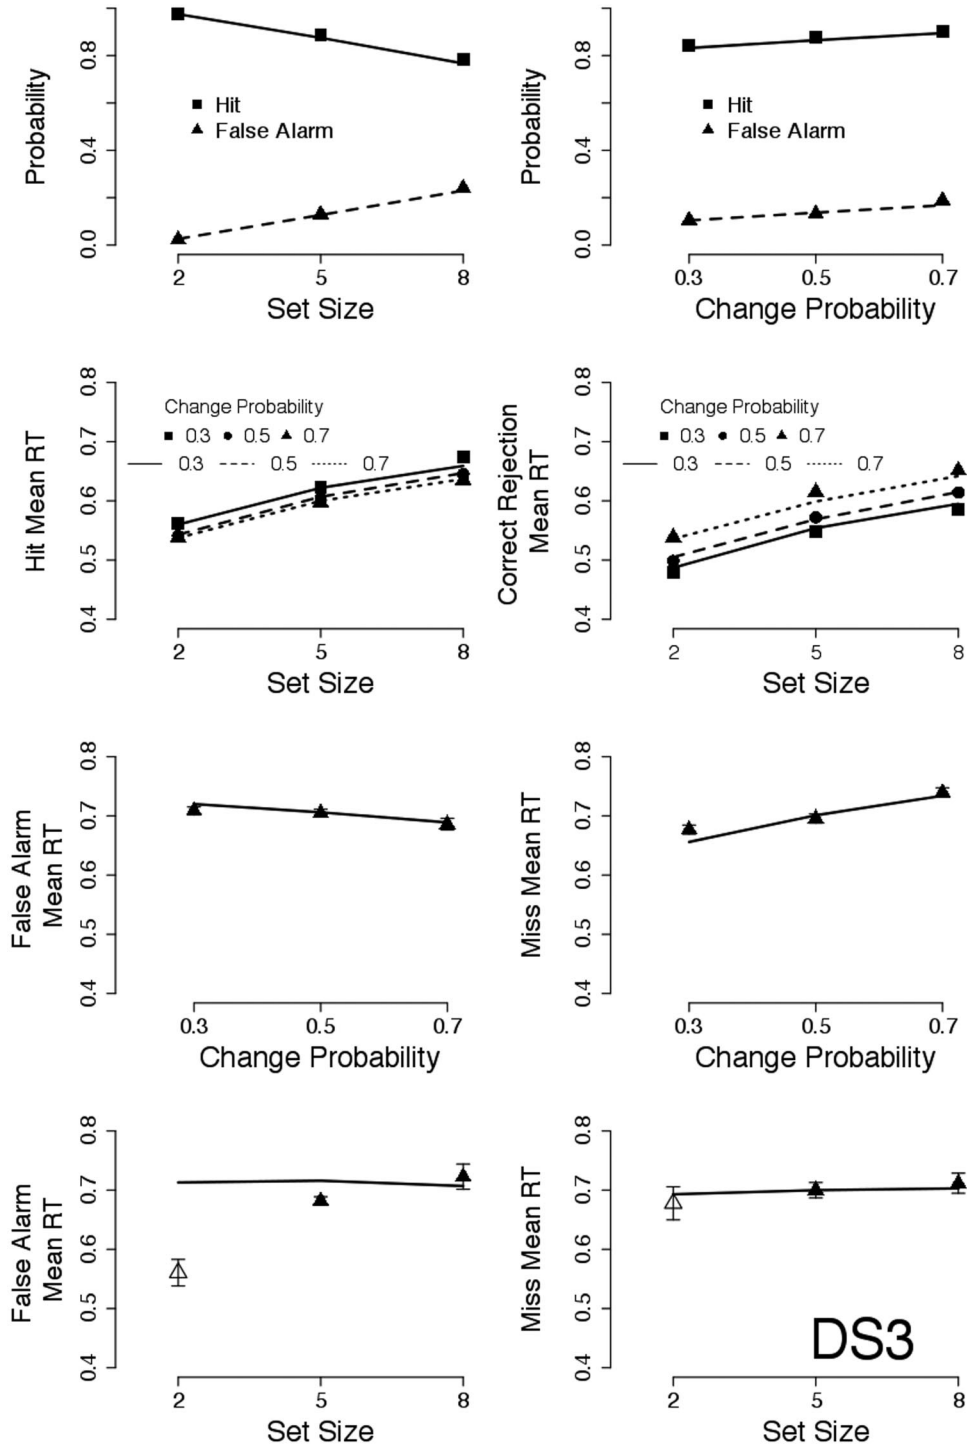 Probability
0.0
0.4
0.8
Hit
False Alarm
2
5
8
Set Size
Probability
0.0
0.4
0.8
Hit
False Alarm
0.3
0.5
0.7
Change Probability
Hit Mean RT
0.4
0.5
0.6
0.7
0.8
Change Probability
0.3 0.5 0.7
0.3 0.5 0.7
2
5
8
Set Size
Correct Rejection
Mean RT
0.4
0.5
0.6
0.7
0.8
Change Probability
0.3 0.5 0.7
0.3 0.5 0.7
2
5
8
Set Size
False Alarm
Mean RT
0.4
0.5
0.6
0.7
0.8
0.3
0.5
0.7
Change Probability
Miss Mean RT
0.4
0.5
0.6
0.7
0.8
0.3
0.5
0.7
Change Probability
False Alarm
Mean RT
0.4
0.5
0.6
0.7
0.8
2
5
8
Set Size
Miss Mean RT
0.4
0.5
0.6
0.7
0.8
DS3
2
5
8
Set Size